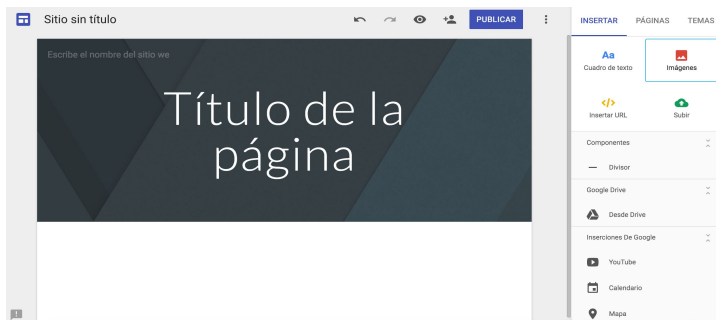 Sitio sin título
PUBLICAR
INSERTAR
PÁGINAS
TEMAS
Escribe el nombre del sitio we
Título de la
página
Aa
Cuadro de texto
Imágenes
</>
Insertar URL
Subir
Componentes
Divisor
Google Drive
Desde Drive
Inserciones De Google
YouTube
Calendario
Mapa